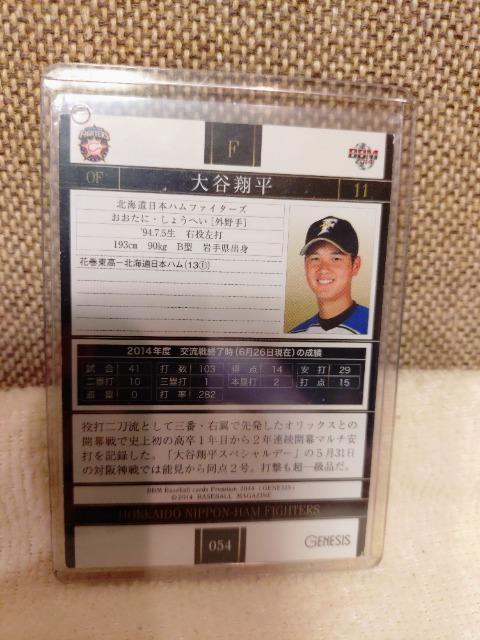 FIGHTERS
F
BBM
2014
OF
大谷翔平
11
北海道日本ハムファイターズ
おおたに・しょうへい [外野手]
'94.7.5生 右投左打
193cm 90kg B型 岩手県出身
花巻東高－北海道日本ハム(13①)
2014年度 交流戦終了時(6月26日現在)の成績
試合 41 打数 103 得点 14 安打 29
二塁打 10 三塁打 1 本塁打 2 打点 15
盗塁 0 打率 .282
投打二刀流として三番・右翼で先発したオリックスとの
開幕戦で史上初の高卒1年目から2年連続開幕マルチ安
打を記録した。「大谷翔平スペシャルデー」の5月31日
の対阪神戦では能見から同点2号。打撃も超一級品だ。
BBM Baseball cards Premium 2014 〈GENESIS〉
©2014 BASEBALL MAGAZINE
HOKKAIDO NIPPON-HAM FIGHTERS
054
GENESIS